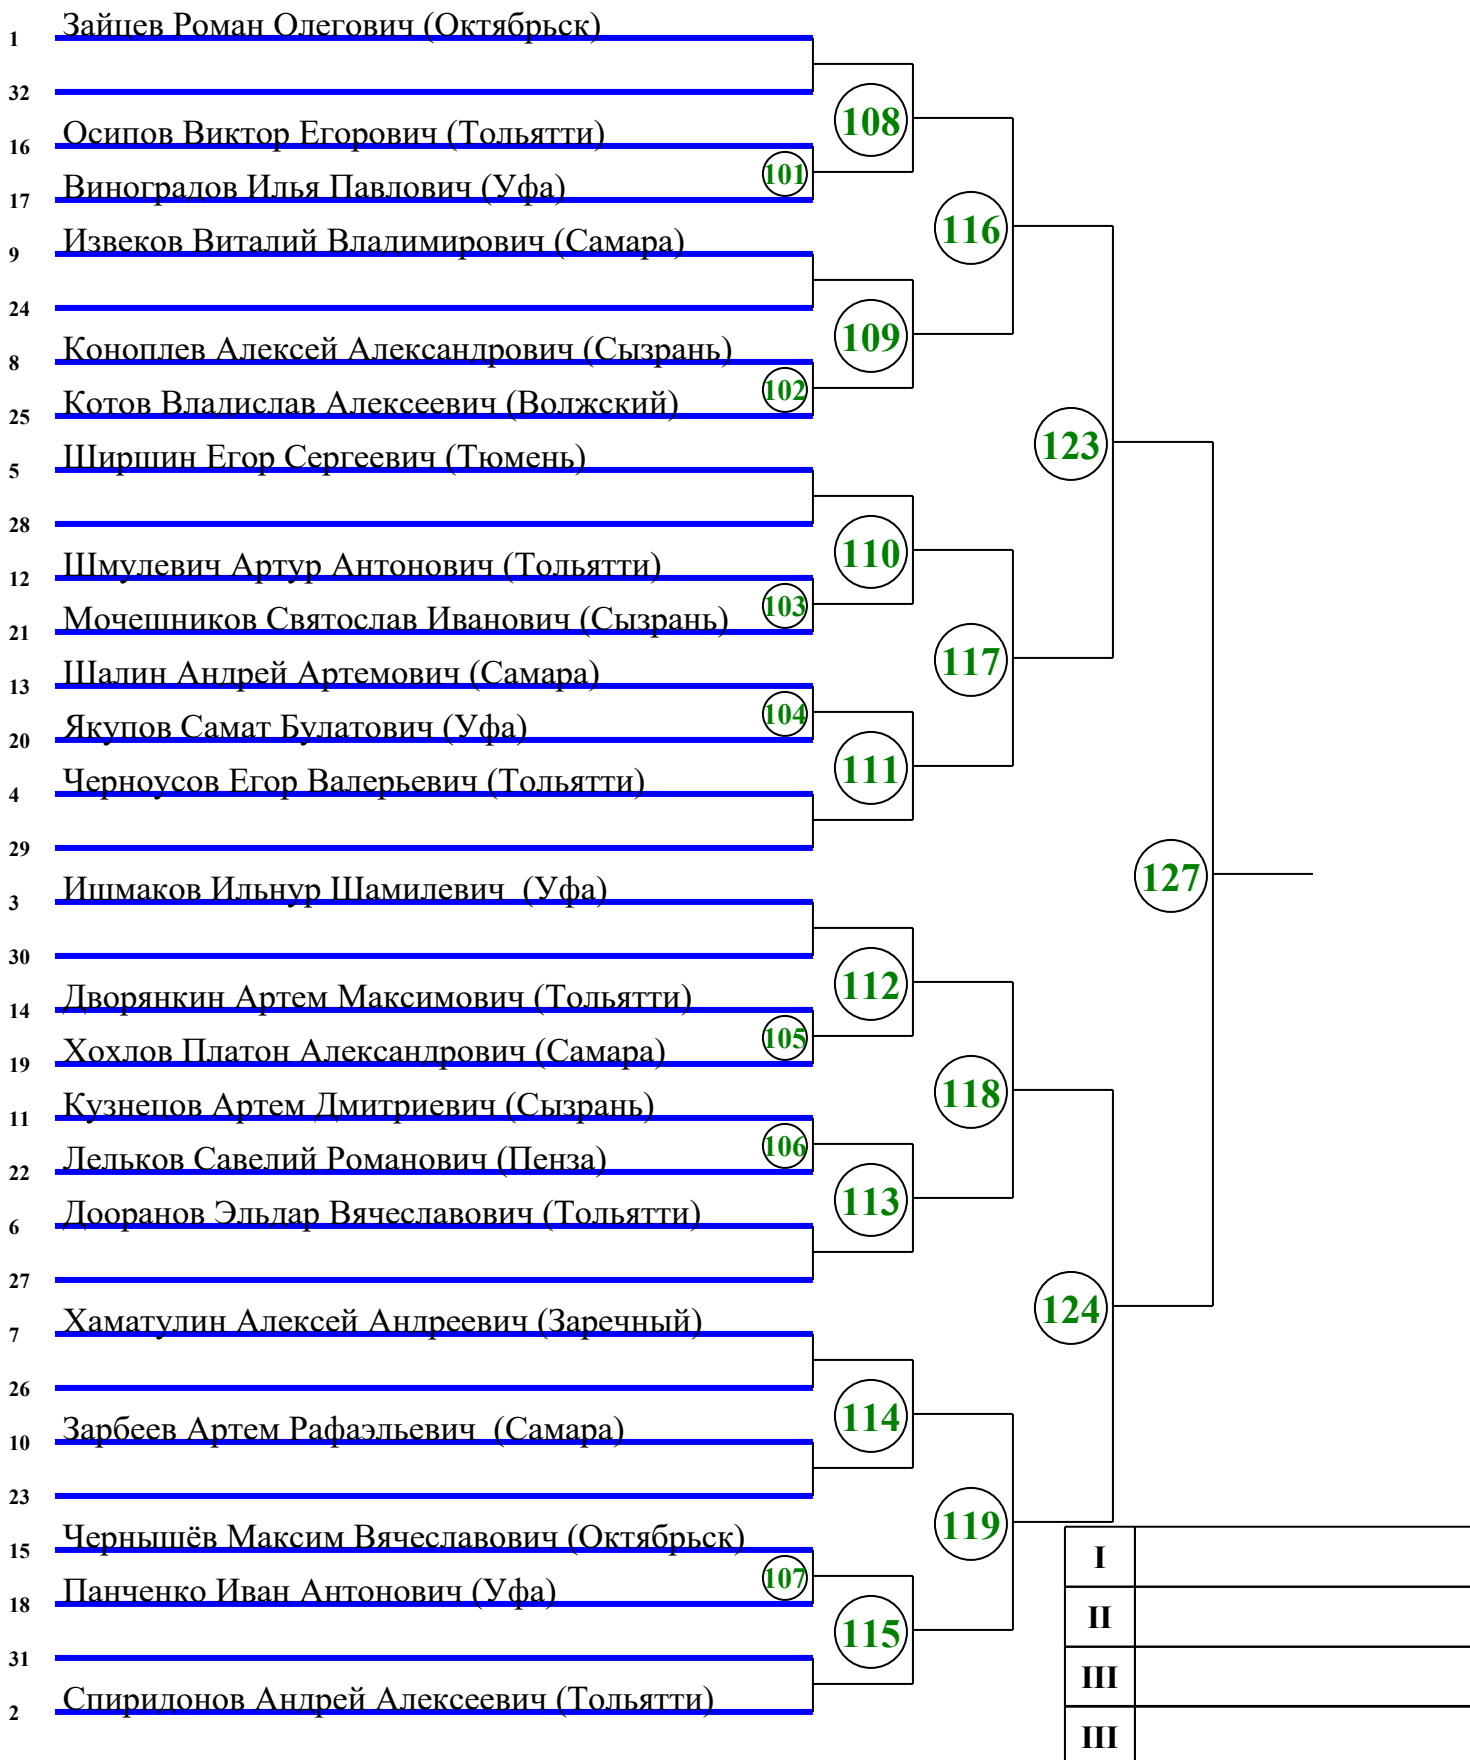 1 Зайцев Роман Олегович (Октябрьск)
32
108
16 Осипов Виктор Егорович (Тольятти)
101
17 Виноградов Илья Павлович (Уфа)
116
9 Извеков Виталий Владимирович (Самара)
24
109
8 Коноплев Алексей Александрович (Сызрань)
102
25 Котов Владислав Алексеевич (Волжский)
123
5 Ширшин Егор Сергеевич (Тюмень)
28
110
12 Шмулевич Артур Антонович (Тольятти)
103
21 Мочешников Святослав Иванович (Сызрань)
117
13 Шалин Андрей Артемович (Самара)
104
20 Якупов Самат Булатович (Уфа)
111
4 Черноусов Егор Валерьевич (Тольятти)
29
127
3 Ишмаков Ильнур Шамилевич (Уфа)
30
112
14 Дворянкин Артем Максимович (Тольятти)
105
19 Хохлов Платон Александрович (Самара)
118
11 Кузнецов Артем Дмитриевич (Сызрань)
106
22 Лельков Савелий Романович (Пенза)
113
6 Дооранов Эльдар Вячеславович (Тольятти)
27
124
7 Хаматулин Алексей Андреевич (Заречный)
26
114
10 Зарбеев Артем Рафаэльевич (Самара)
23
119
15 Чернышёв Максим Вячеславович (Октябрьск)
I
107
18 Панченко Иван Антонович (Уфа)
II
115
31
III
2 Спиридонов Андрей Алексеевич (Тольятти)
III